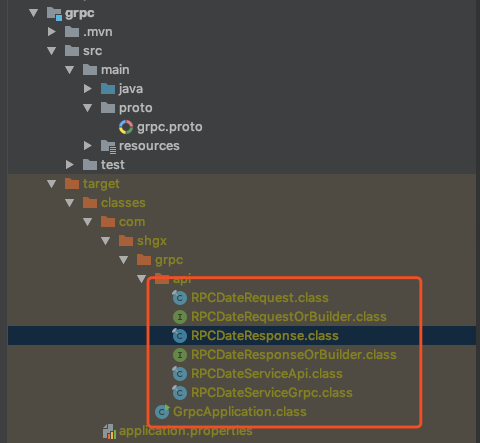 grpc
.mvn
src
main
java
proto
grpc.proto
resources
test
target
classes
com
shgx
grpc
api
RPCDateRequest.class
RPCDateRequestOrBuilder.class
RPCDateResponse.class
RPCDateResponseOrBuilder.class
RPCDateServiceApi.class
RPCDateServiceGrpc.class
GrpcApplication.class
application.properties